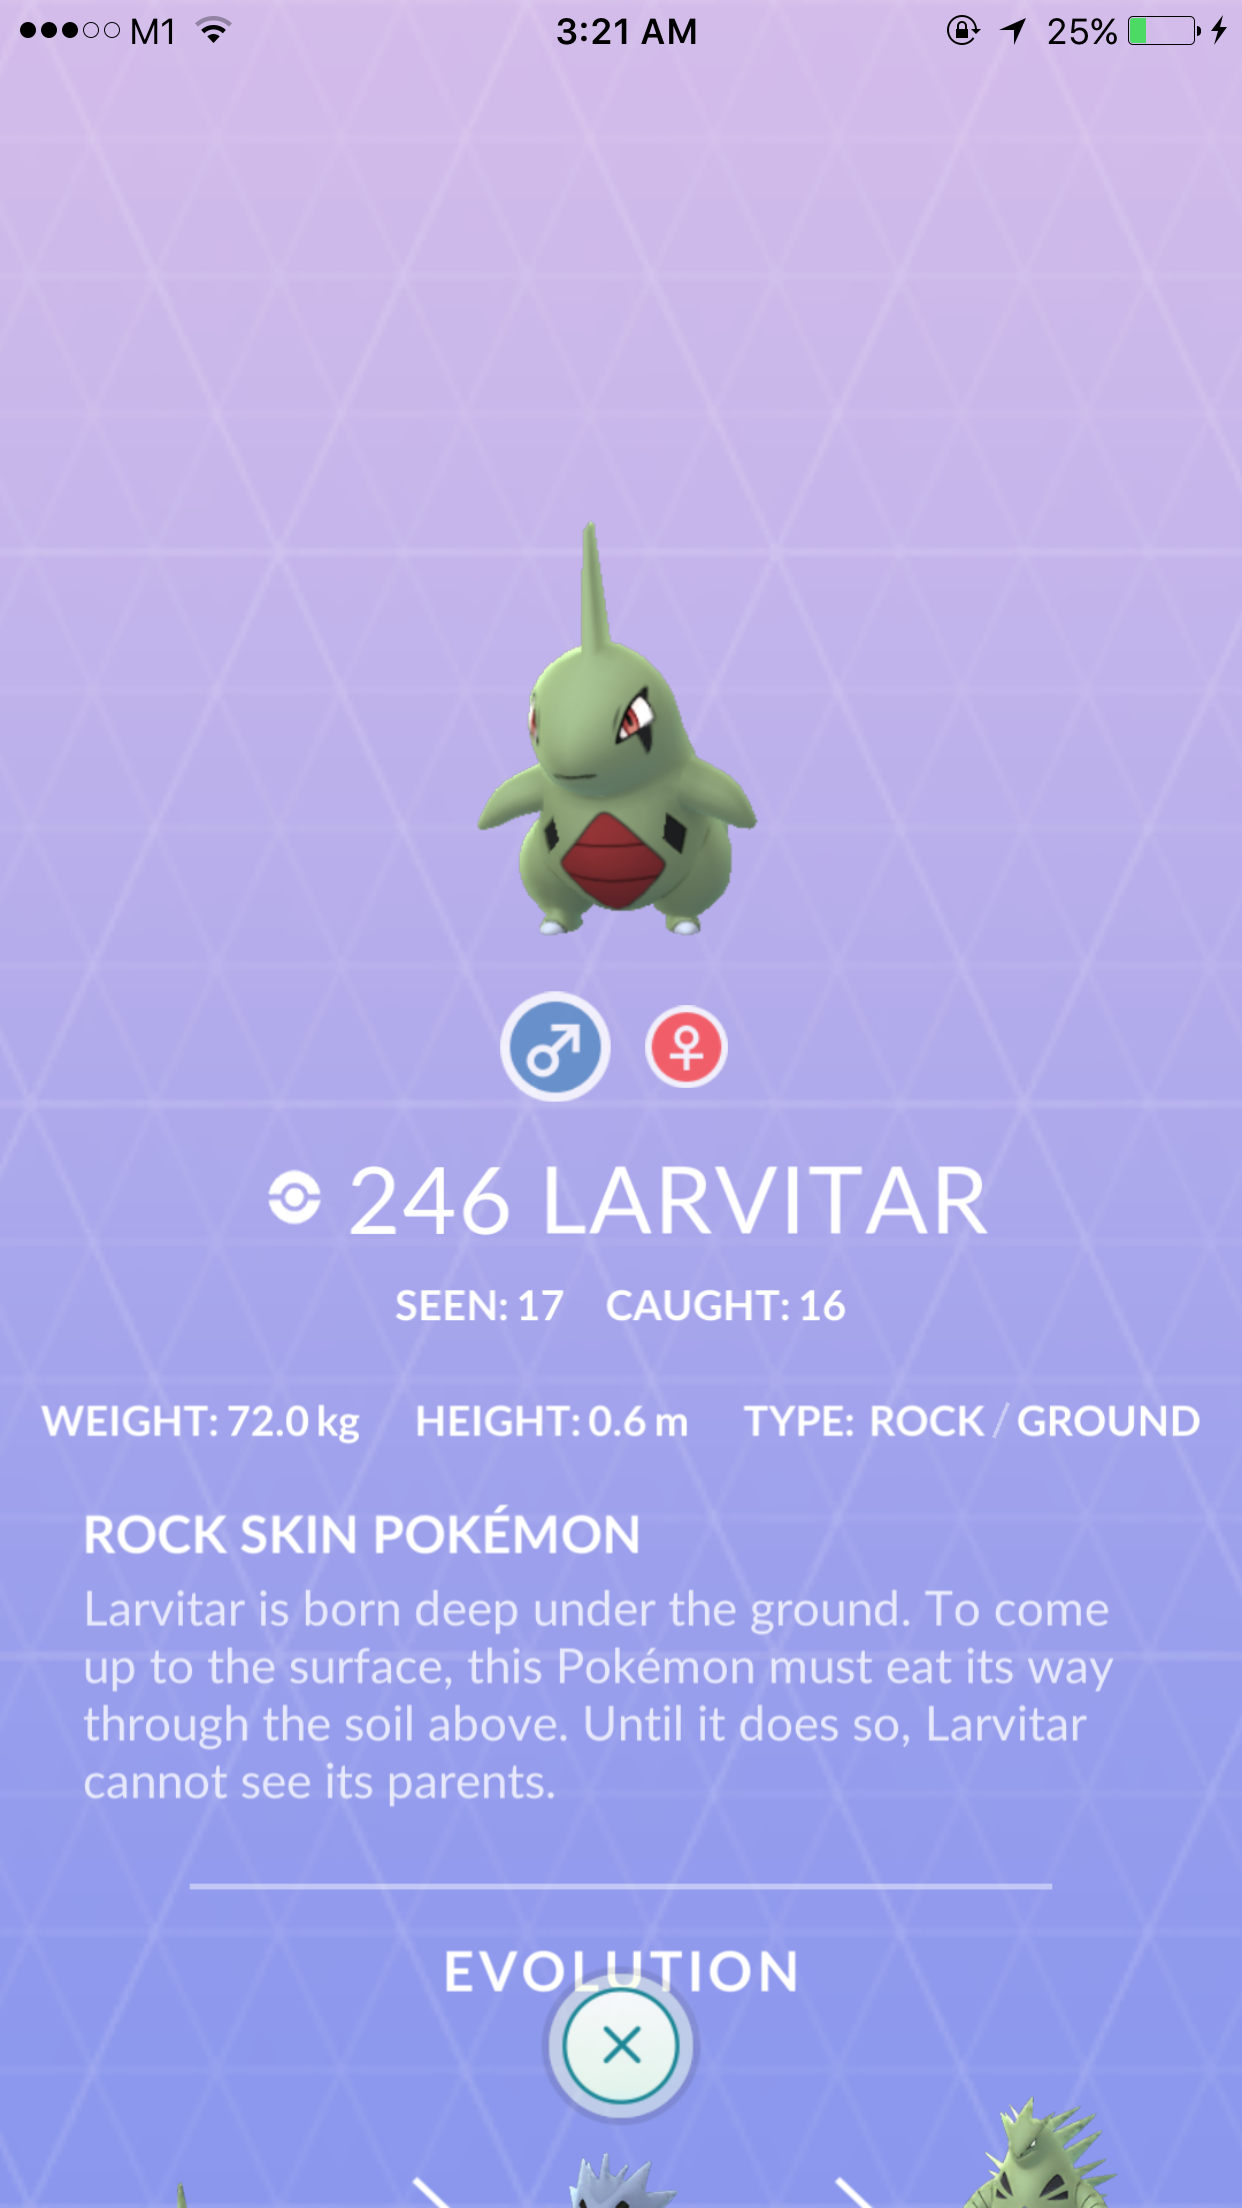 M1 3:21 AM 25%
246 LARVITAR
SEEN: 17 CAUGHT: 16
WEIGHT: 72.0 kg HEIGHT: 0.6 m TYPE: ROCK / GROUND
ROCK SKIN POKÉMON
Larvitar is born deep under the ground. To come
up to the surface, this Pokémon must eat its way
through the soil above. Until it does so, Larvitar
cannot see its parents.
EVOLUTION